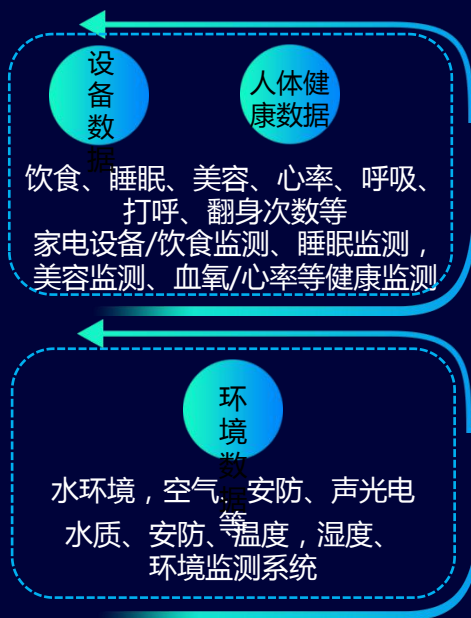 设
备
数
据
人体健
康数据
饮食、睡眠、美容、心率、呼吸、
打呼、翻身次数等
家电设备/饮食监测、睡眠监测，
美容监测、血氧/心率等健康监测
环
境
数
据
水环境，空气、安防、声光电
等
水质、安防、温度，湿度、
环境监测系统